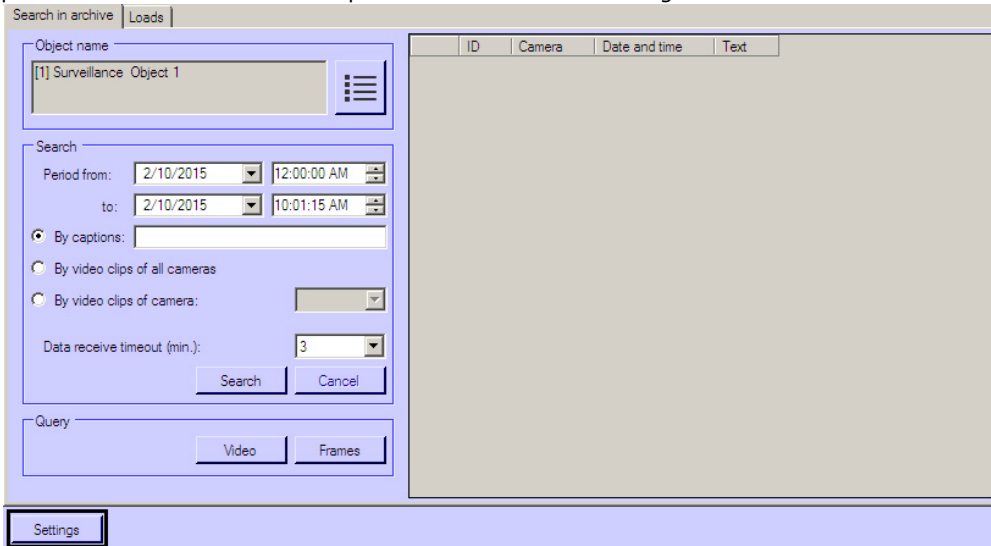 Search in archive Loads
Object name
[1] Surveillance Object 1
ID Camera Date and time Text
Search
Period from: 2/10/2015 12:00:00 AM
to: 2/10/2015 10:01:15 AM
By captions:
By video clips of all cameras
By video clips of camera:
Data receive timeout (min.): 3
Search Cancel
Query
Video Frames
Settings